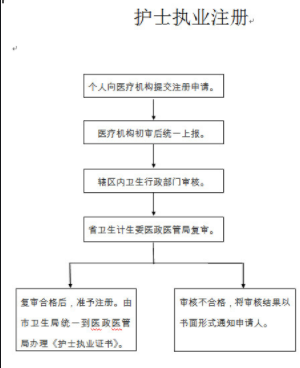 护士执业注册
个人向医疗机构提交注册申请。
医疗机构初审后统一上报。
辖区内卫生行政部门审核。
省卫生计生委医政医管局复审。
复审合格后，准予注册。由
市卫生局统一到医政医管
局办理《护士执业证书》。
审核不合格，将审核结果以
书面形式通知申请人。